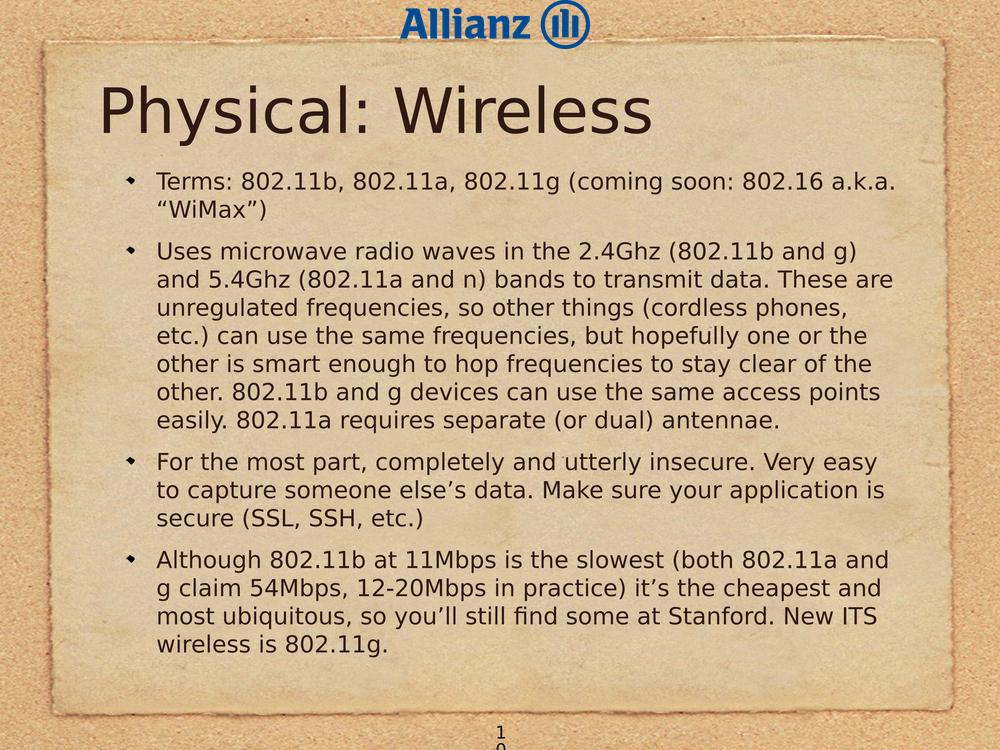 Allianz
Physical: Wireless
Terms: 802.11b, 802.11a, 802.11g (coming soon: 802.16 a.k.a.
“WiMax”)
Uses microwave radio waves in the 2.4Ghz (802.11b and g)
and 5.4Ghz (802.11a and n) bands to transmit data. These are
unregulated frequencies, so other things (cordless phones,
etc.) can use the same frequencies, but hopefully one or the
other is smart enough to hop frequencies to stay clear of the
other. 802.11b and g devices can use the same access points
easily. 802.11a requires separate (or dual) antennae.
For the most part, completely and utterly insecure. Very easy
to capture someone else’s data. Make sure your application is
secure (SSL, SSH, etc.)
Although 802.11b at 11Mbps is the slowest (both 802.11a and
g claim 54Mbps, 12-20Mbps in practice) it’s the cheapest and
most ubiquitous, so you’ll still find some at Stanford. New ITS
wireless is 802.11g.
1
0